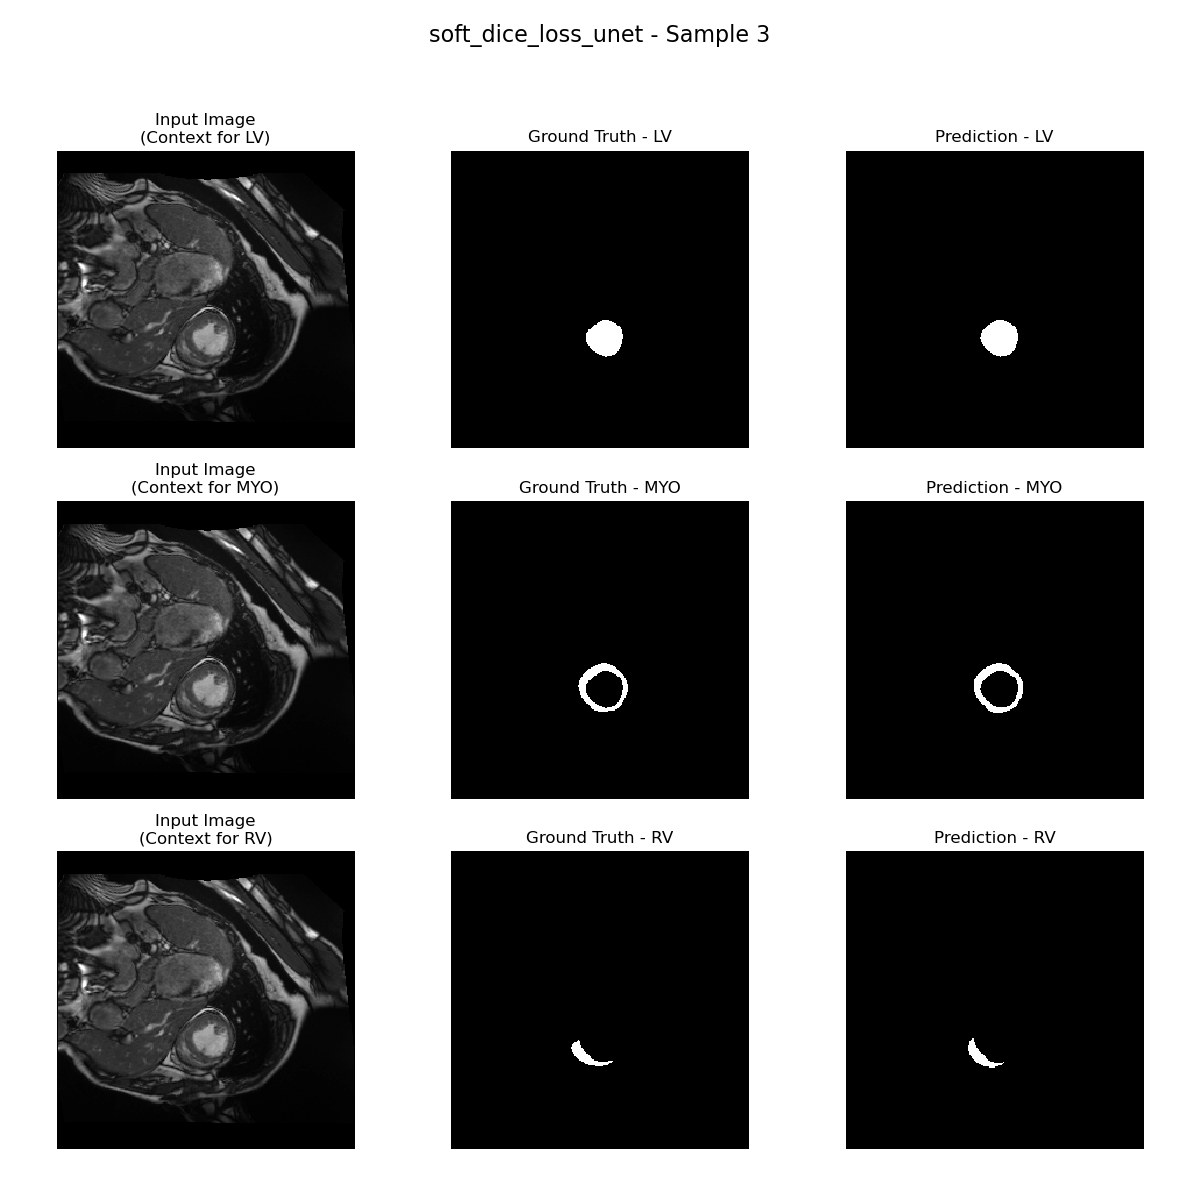 soft_dice_loss_unet - Sample 3
Input Image
(Context for LV)
Ground Truth - LV
Prediction - LV
Input Image
(Context for MYO)
Ground Truth - MYO
Prediction - MYO
Input Image
(Context for RV)
Ground Truth - RV
Prediction - RV